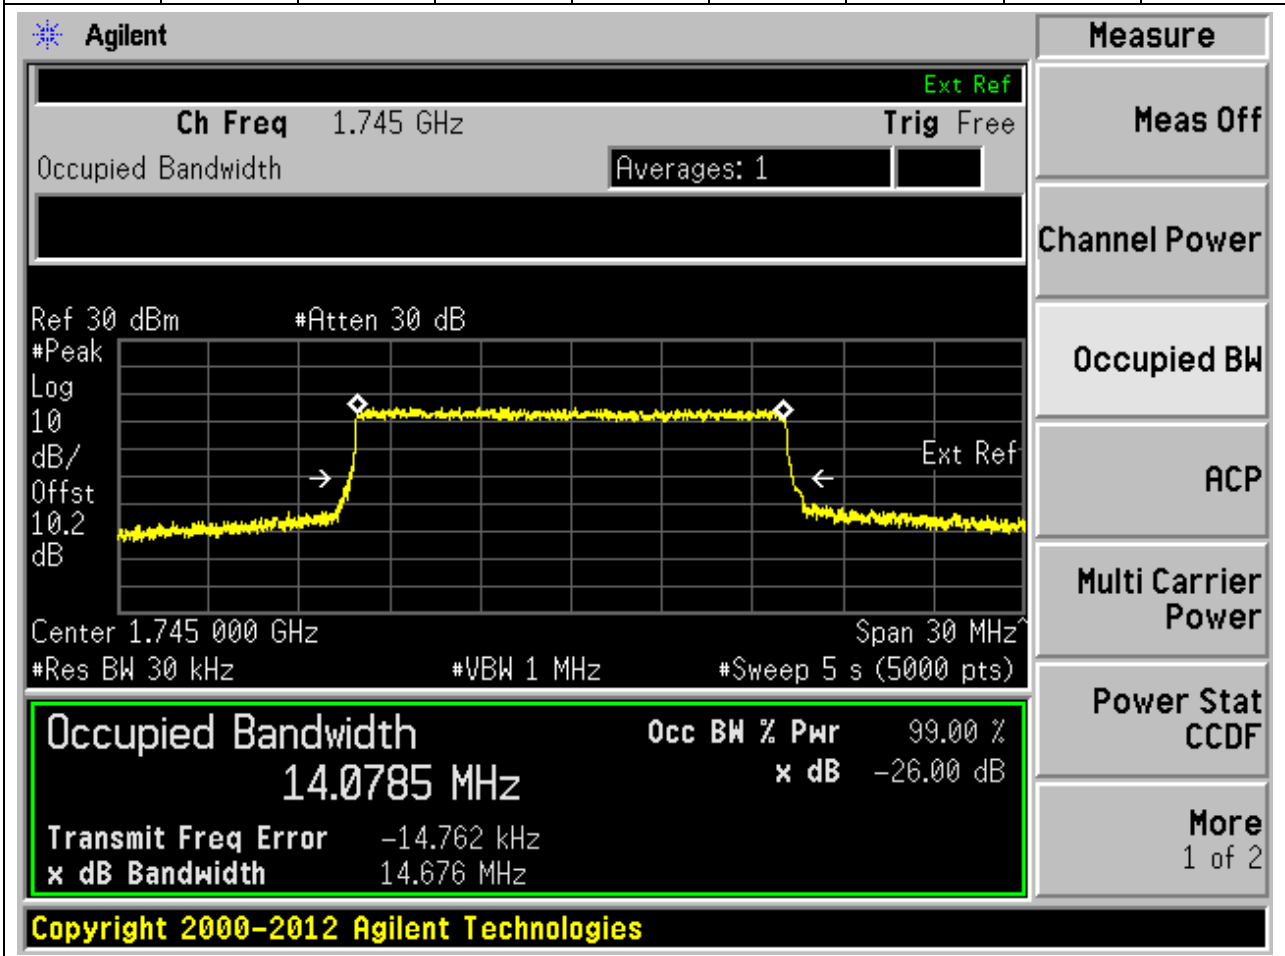 Agilent
Measure
Ext Ref
Ch Freq 1.745 GHz Trig Free
Occupied Bandwidth Averages: 1
Meas Off
Channel Power
Occupied BW
ACP
Multi Carrier
Power
Power Stat
CCDF
More
1 of 2
Ref 30 dBm #Atten 30 dB
#Peak
Log
10
dB/
Offst
10.2
dB
Ext Ref
Center 1.745 000 GHz Span 30 MHz^
#Res BW 30 kHz #VBW 1 MHz #Sweep 5 s (5000 pts)
Occupied Bandwidth Occ BW % Pwr 99.00 %
14.0785 MHz x dB -26.00 dB
Transmit Freq Error -14.762 kHz
x dB Bandwidth 14.676 MHz
Copyright 2000-2012 Agilent Technologies